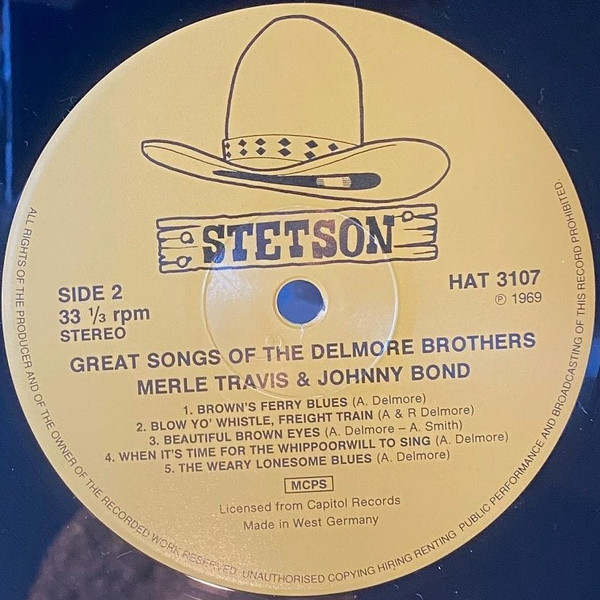 STETSON
SIDE 2
33 ⅓ rpm
STEREO
HAT 3107
℗ 1969
GREAT SONGS OF THE DELMORE BROTHERS
MERLE TRAVIS & JOHNNY BOND
1. BROWN'S FERRY BLUES (A. Delmore)
2. BLOW YO' WHISTLE, FREIGHT TRAIN (A & R Delmore)
3. BEAUTIFUL BROWN EYES (A. Delmore – A. Smith)
4. WHEN IT'S TIME FOR THE WHIPPOORWILL TO SING (A. Delmore)
5. THE WEARY LONESOME BLUES (A. Delmore)
MCPS
Licensed from Capitol Records
Made in West Germany
ALL RIGHTS OF THE PRODUCER AND OF THE OWNER OF THE RECORDED WORK RESERVED. UNAUTHORISED COPYING HIRING RENTING PUBLIC PERFORMANCE AND BROADCASTING OF THIS RECORD PROHIBITED.